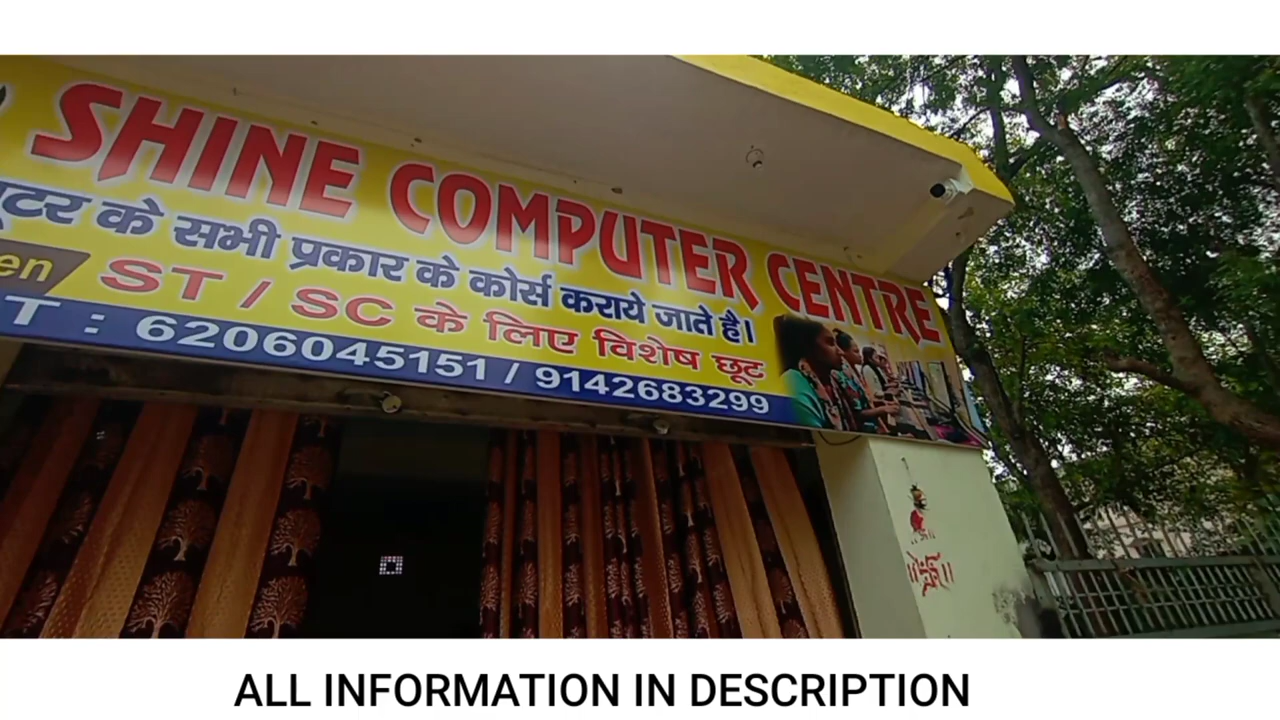 SHINE COMPUTER CENTRE
के सभी प्रकार के कोर्स कराये जाते है।
ST / SC के लिए विशेष छूट
: 6206045151 / 9142683299
ALL INFORMATION IN DESCRIPTION